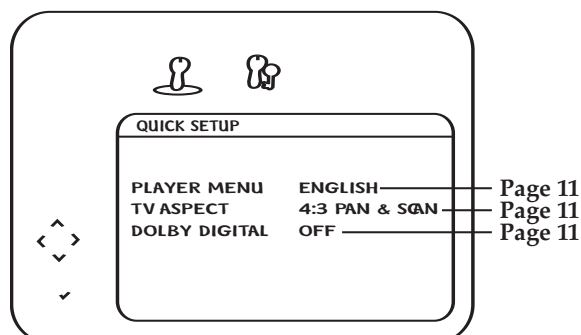 QUICK SETUP
PLAYER MENU ENGLISH Page 11
TV ASPECT 4:3 PAN & SCAN Page 11
DOLBY DIGITAL OFF Page 11